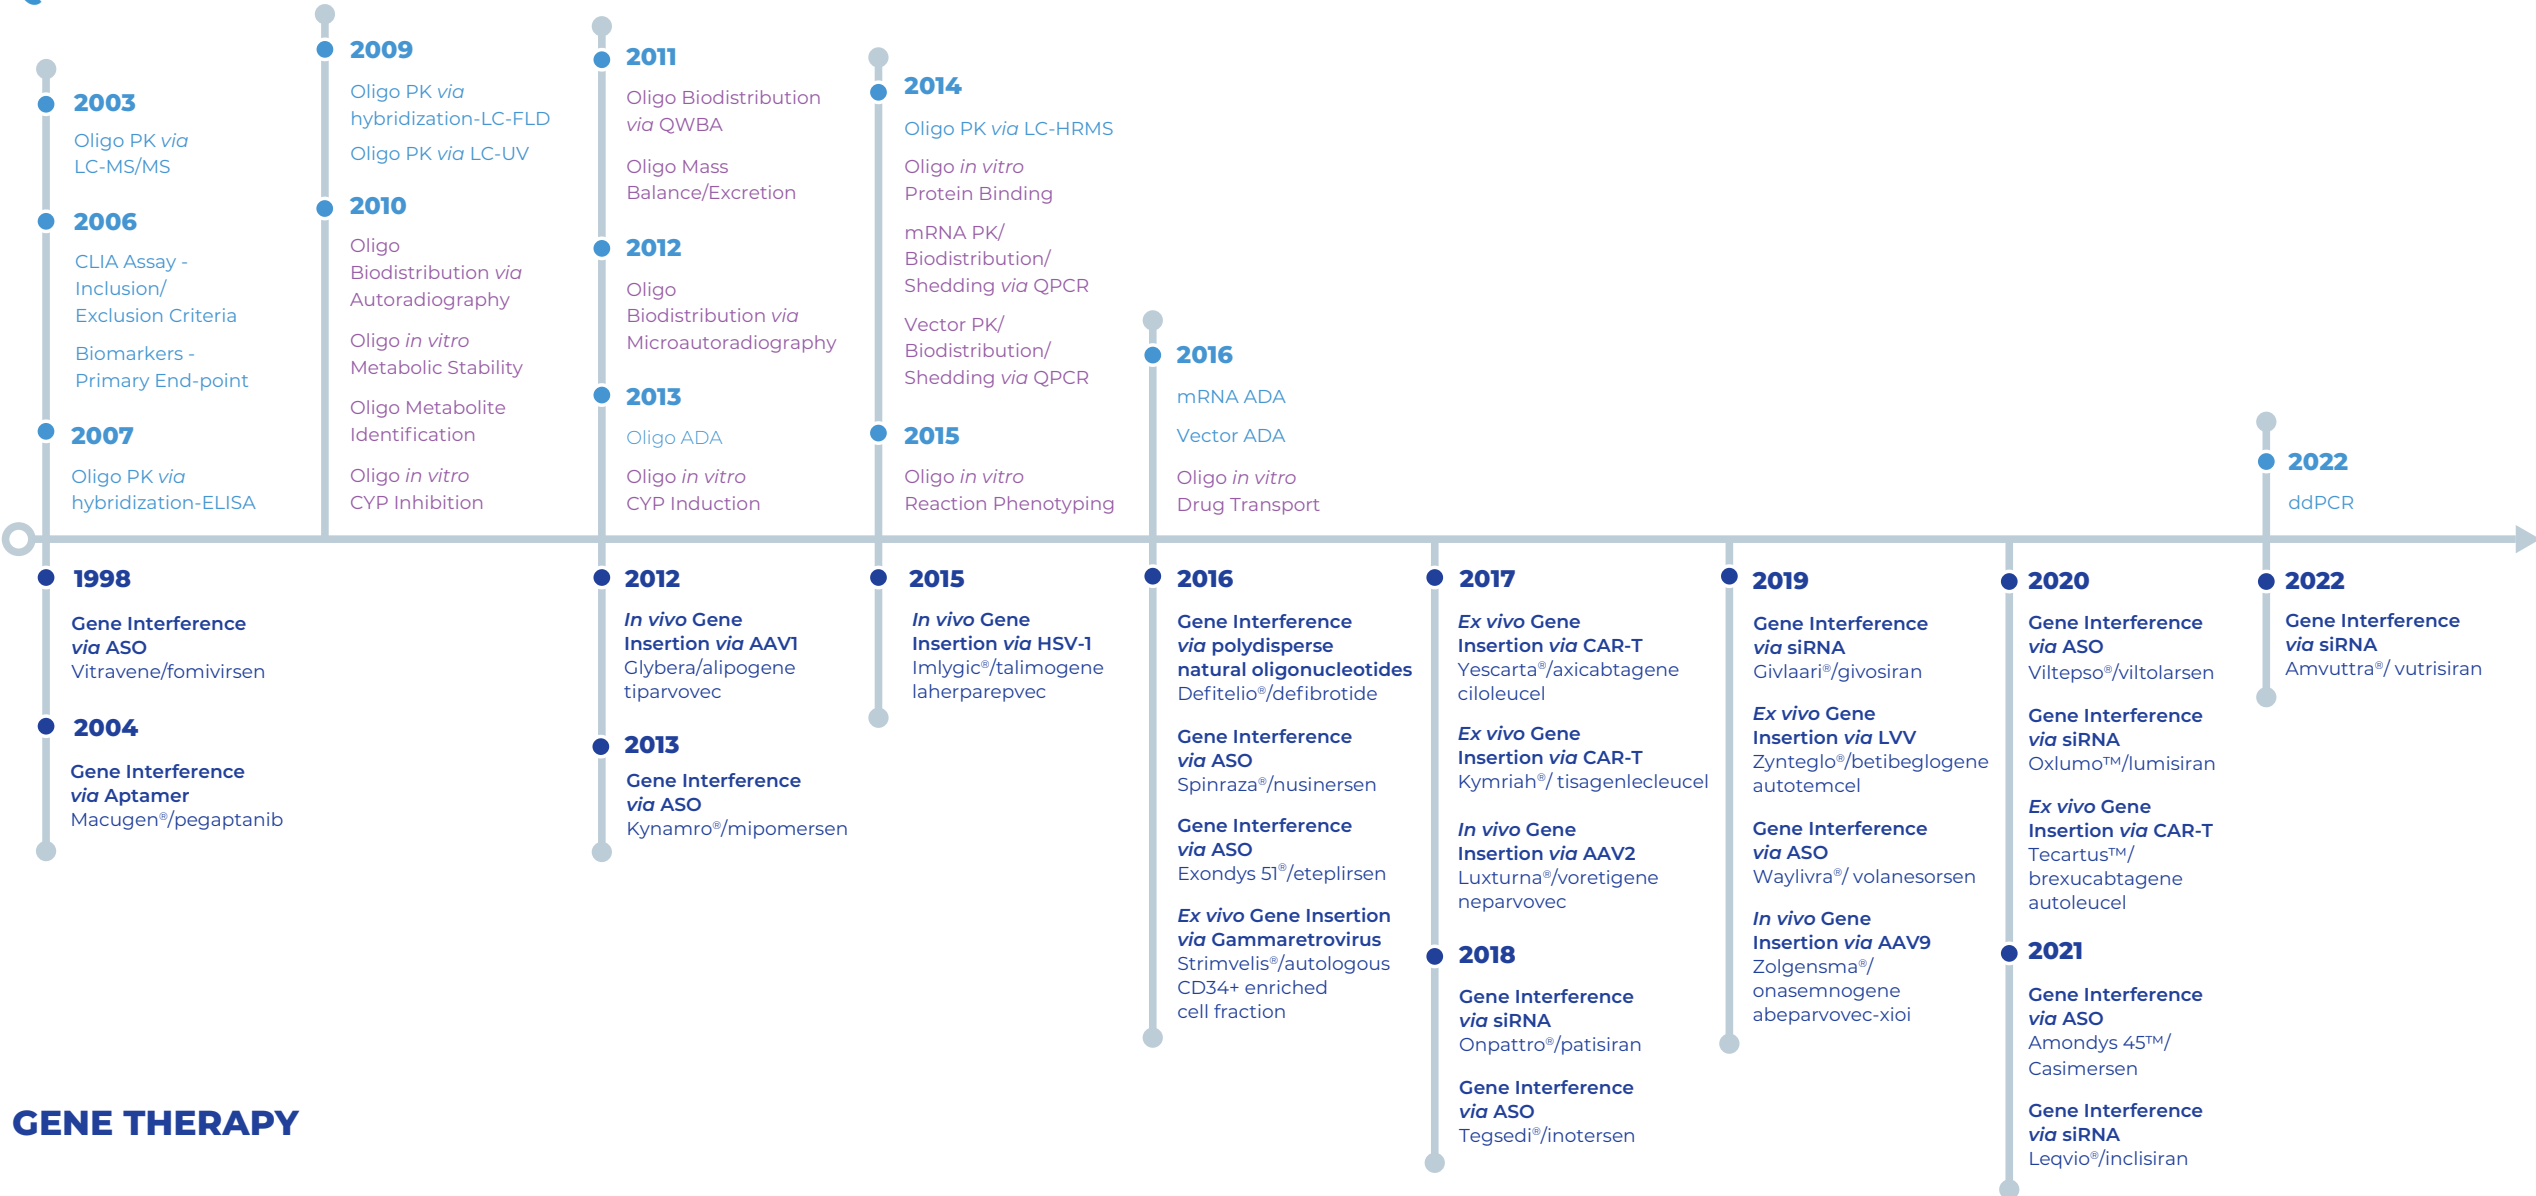 2003
Oligo PK via
LC-MS/MS
2006
CLIA Assay -
Inclusion/
Exclusion Criteria
Biomarkers -
Primary End-point
2007
Oligo PK via
hybridization-ELISA
2009
Oligo PK via
hybridization-LC-FLD
Oligo PK via LC-UV
2010
Oligo
Biodistribution via
Autoradiography
Oligo in vitro
Metabolic Stability
Oligo Metabolite
Identification
Oligo in vitro
CYP Inhibition
2011
Oligo Biodistribution
via QWBA
Oligo Mass
Balance/Excretion
2012
Oligo
Biodistribution via
Microautoradiography
2013
Oligo ADA
Oligo in vitro
CYP Induction
2014
Oligo PK via LC-HRMS
Oligo in vitro
Protein Binding
mRNA PK/
Biodistribution/
Shedding via QPCR
Vector PK/
Biodistribution/
Shedding via QPCR
2015
Oligo in vitro
Reaction Phenotyping
2016
mRNA ADA
Vector ADA
Oligo in vitro
Drug Transport
2022
ddPCR
1998
Gene Interference
via ASO
Vitravene/fomivirsen
2004
Gene Interference
via Aptamer
Macugen®/pegaptanib
2012
In vivo Gene
Insertion via AAV1
Glybera/alipogene
tiparvovec
2013
Gene Interference
via ASO
Kynamro®/mipomersen
2015
In vivo Gene
Insertion via HSV-1
Imlygic®/talimogene
laherparepvec
2016
Gene Interference
via polydisperse
natural oligonucleotides
Defitelio®/defibrotide
Gene Interference
via ASO
Spinraza®/nusinersen
Gene Interference
via ASO
Exondys 51®/eteplirsen
Ex vivo Gene Insertion
via Gammaretrovirus
Strimvelis®/autologous
CD34+ enriched
cell fraction
2017
Ex vivo Gene
Insertion via CAR-T
Yescarta®/axicabtagene
ciloleucel
Ex vivo Gene
Insertion via CAR-T
Kymriah®/ tisagenlecleucel
In vivo Gene
Insertion via AAV2
Luxturna®/voretigene
neparvovec
2018
Gene Interference
via siRNA
Onpattro®/patisiran
Gene Interference
via ASO
Tegsedi®/inotersen
2019
Gene Interference
via siRNA
Givlaari®/givosiran
Ex vivo Gene
Insertion via LVV
Zynteglo®/betibeglogene
autotemcel
Gene Interference
via ASO
Waylivra®/ volanesorsen
In vivo Gene
Insertion via AAV9
Zolgensma®/
onasemnogene
abeparvovec-xioi
2020
Gene Interference
via ASO
Viltepso®/viltolarsen
Gene Interference
via siRNA
Oxlumo™/lumisiran
Ex vivo Gene
Insertion via CAR-T
Tecartus™/
brexucabtagene
autoleucel
2021
Gene Interference
via ASO
Amondys 45™/
Casimersen
Gene Interference
via siRNA
Leqvio®/inclisiran
2022
Gene Interference
via siRNA
Amvuttra®/ vutrisiran
GENE THERAPY